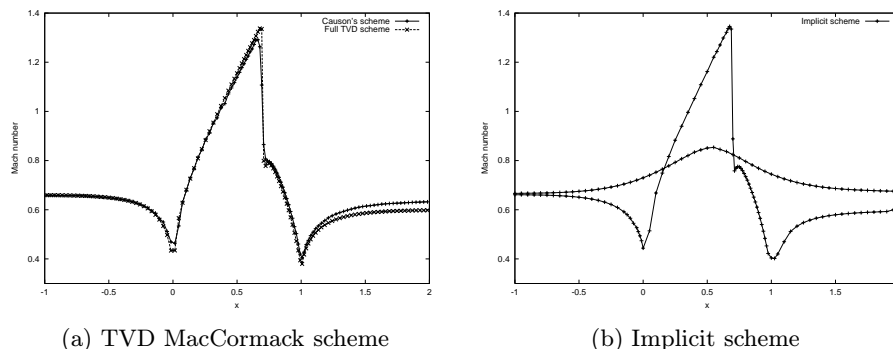 1.4
1.2
1
0.8
0.6
0.4
Mach number
-1
-0.5
0
0.5
1
1.5
2
x
Causon's scheme
Full TVD scheme
(a) TVD MacCormack scheme
1.4
1.2
1
0.8
0.6
0.4
Mach number
-1
-0.5
0
0.5
1
1.5
2
x
Implicit scheme
(b) Implicit scheme